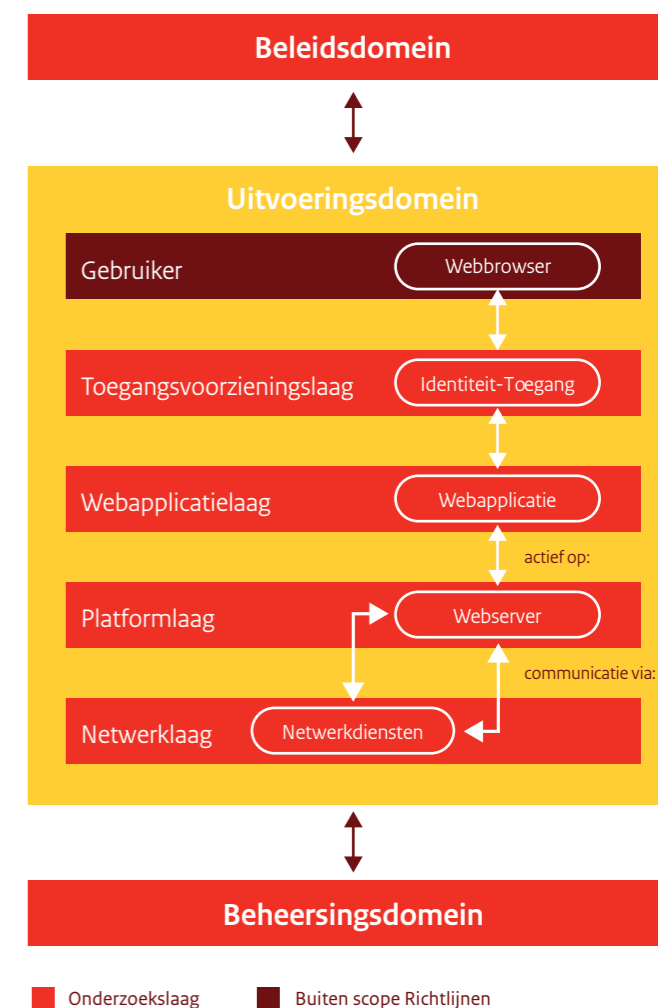 Beleidsdomein
Uitvoeringsdomein
Gebruiker
Webbrowser
Toegangsvoorzieningslaag
Identiteit-Toegang
Webapplicatielaag
Webapplicatie
actief op:
Platformlaag
Webserver
communicatie via:
Netwerklaag
Netwerkdiensten
Beheersingsdomein
Onderzoekslaag
Buiten scope Richtlijnen